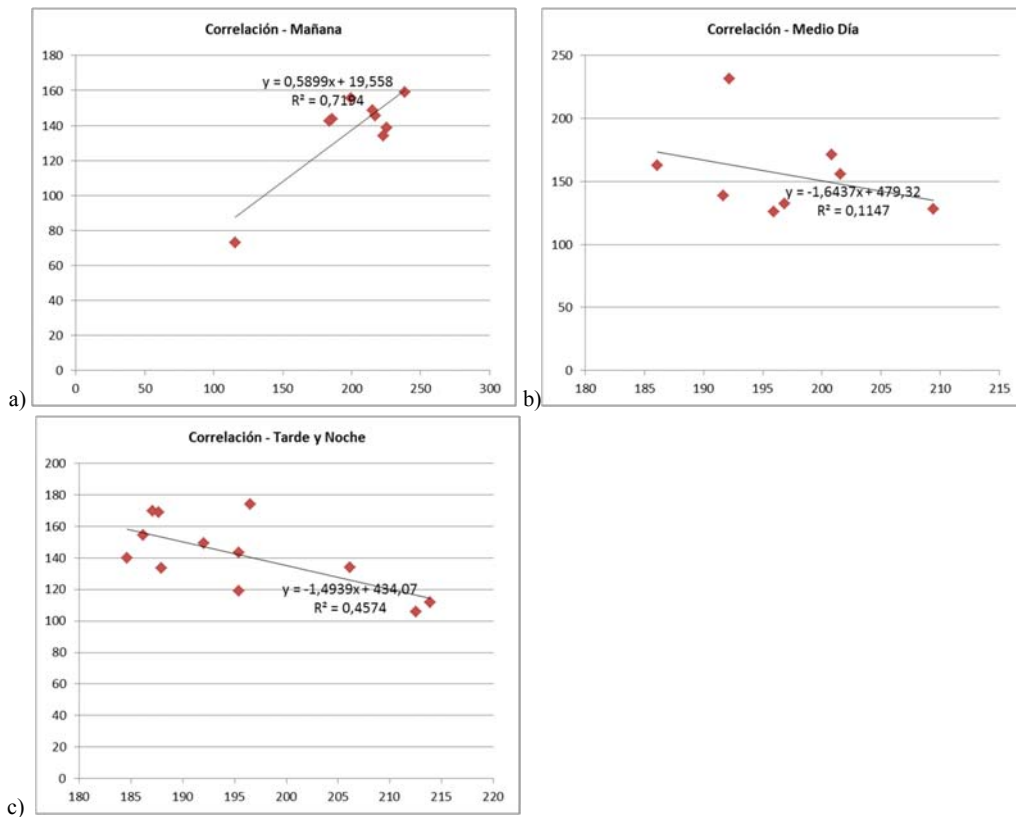 Correlación - Mañana
180
160
140
120
100
80
60
40
20
0
y = 0,5899x + 19,558
R² = 0,7194
0 50 100 150 200 250 300
a)
Correlación - Medio Día
250
200
150
100
50
0
y = -1,6437x + 479,32
R² = 0,1147
180 185 190 195 200 205 210 215
b)
Correlación - Tarde y Noche
200
180
160
140
120
100
80
60
40
20
0
y = -1,4939x + 434,07
R² = 0,4574
180 185 190 195 200 205 210 215 220
c)